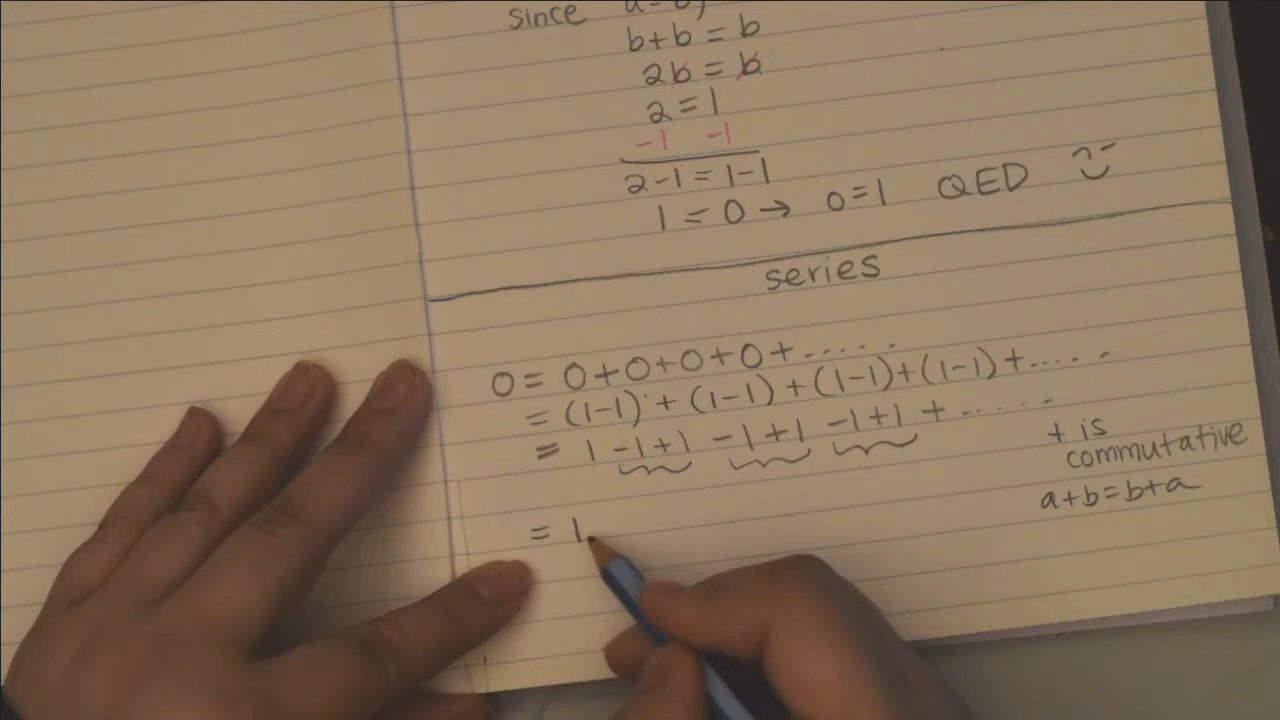 since a=b,
b+b = b
2b = b
2 = 1
-1 -1
2-1 = 1-1
1 = 0 → 0=1 QED
series
0 = 0+0+0+0+.....
= (1-1) + (1-1) + (1-1)+(1-1) +.....
= 1 -1+1 -1+1 -1+1 + ......
+ is
commutative
a+b=b+a
= 1